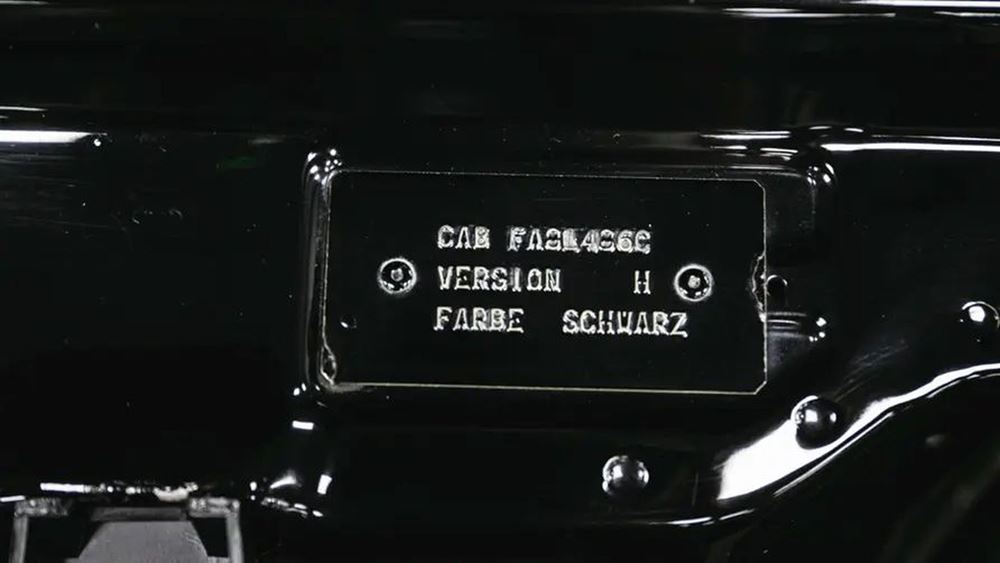 CAB
VERSION H
FARBE SCHWARZ